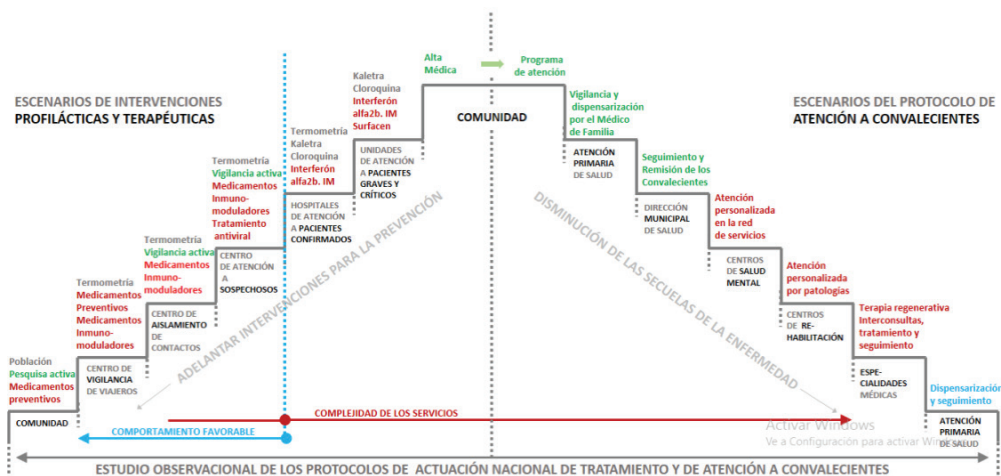 ESCENARIOS DE INTERVENCIONES
PROFILÁCTICAS Y TERAPÉUTICAS
Población
Pesquisa activa
Medicamentos
preventivos
COMUNIDAD
Termometría
Medicamentos
Preventivos
Medicamentos
Inmuno-
moduladores
CENTRO DE
VIGILANCIA
DE VIAJEROS
Termometría
Vigilancia activa
Medicamentos
Inmuno-
moduladores
CENTRO DE
AISLAMIENTO
DE
CONTACTOS
Termometría
Vigilancia activa
Medicamentos
Inmuno-
moduladores
Tratamiento
antiviral
CENTRO
DE ATENCIÓN
A
SOSPECHOSOS
Termometría
Kaletra
Cloroquina
Interferón
alfa2b. IM
HOSPITALES
DE ATENCIÓN
A PACIENTES
CONFIRMADOS
Kaletra
Cloroquina
Interferón
alfa2b. IM
Surfacen
UNIDADES DE
ATENCIÓN
A PACIENTES
GRAVES Y
CRÍTICOS
Alta
Médica
Programa
de atención
COMUNIDAD
Vigilancia y
dispensarización
por el Médico
de Familia
ATENCIÓN
PRIMARIA
DE SALUD
Seguimiento y
Remisión de los
Convalecientes
DIRECCIÓN
MUNICIPAL
DE SALUD
Atención
personalizada
en la red
de servicios
CENTROS
DE SALUD
MENTAL
Atención
personalizada
por patologías
CENTROS
DE RE-
HABILITACIÓN
Terapia regenerativa
Interconsultas,
tratamiento y
seguimiento
ESPE-
CIALIDADES
MÉDICAS
Dispensarización
y seguimiento
ATENCIÓN
PRIMARIA
DE SALUD
ESCENARIOS DEL PROTOCOLO DE
ATENCIÓN A CONVALECIENTES
ADELANTAR INTERVENCIONES PARA LA PREVENCIÓN
DISMINUCIÓN DE LAS SECUELAS DE LA ENFERMEDAD
COMPLEJIDAD DE LOS SERVICIOS
COMPORTAMIENTO FAVORABLE
Activar Windows
Ve a Configuración para activar Windows.
ESTUDIO OBSERVACIONAL DE LOS PROTOCOLOS DE ACTUACIÓN NACIONAL DE TRATAMIENTO Y DE ATENCIÓN A CONVALECIENTES